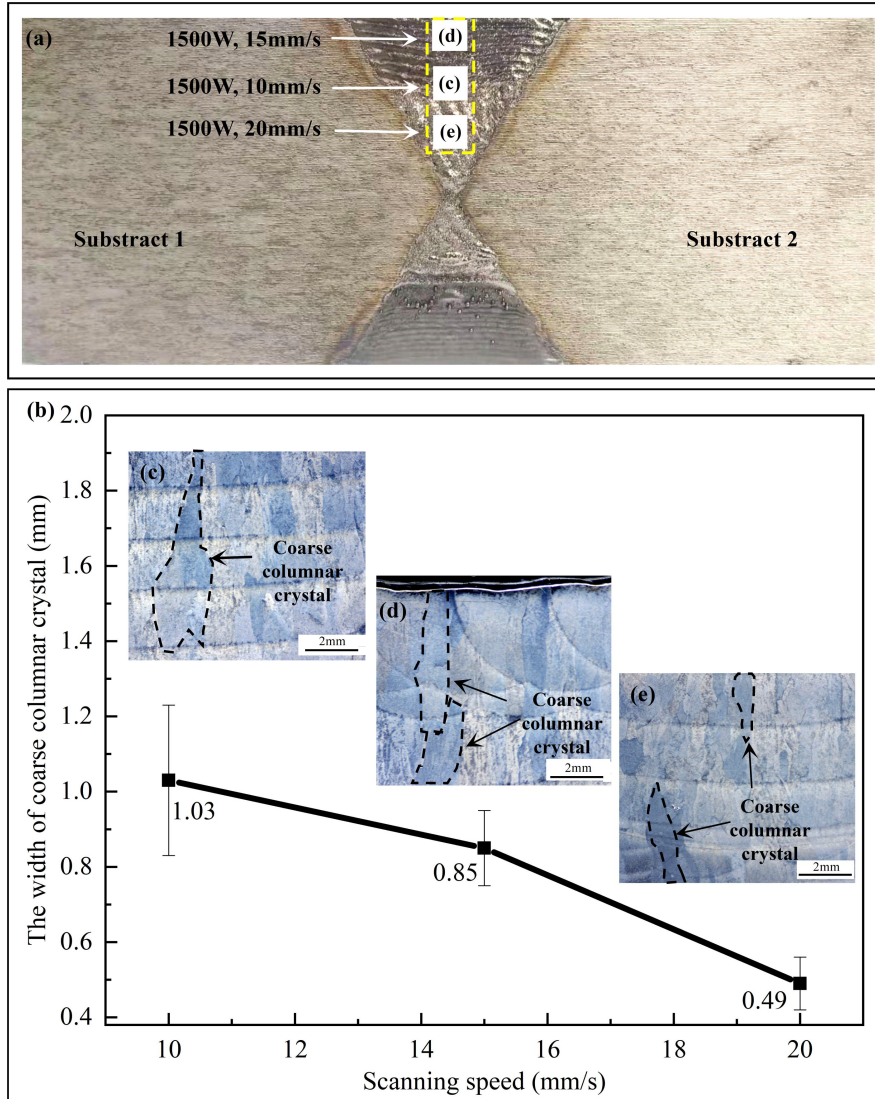 (a)
1500W, 15mm/s
(d)
1500W, 10mm/s
(c)
1500W, 20mm/s
(e)
Substract 1
Substract 2
(b)
The width of coarse columnar crystal (mm)
2.0
1.8
1.6
1.4
1.2
1.0
0.8
0.6
0.4
(c)
Coarse
columnar
crystal
2mm
(d)
Coarse
columnar
crystal
2mm
(e)
Coarse
columnar
crystal
2mm
1.03
0.85
0.49
10
12
14
16
18
20
Scanning speed (mm/s)